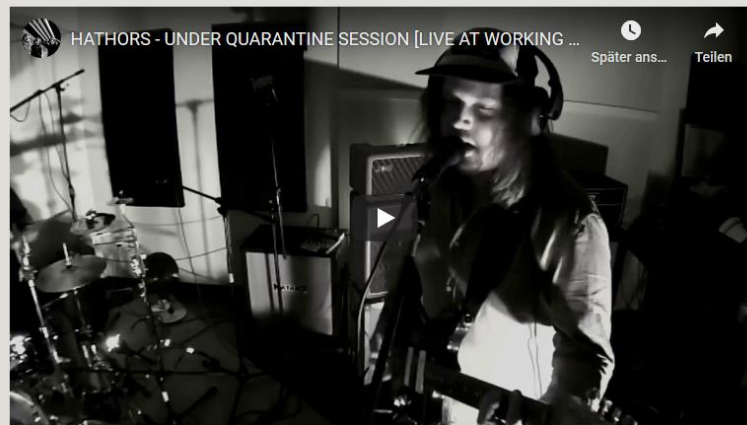 HATHORS - UNDER QUARANTINE SESSION [LIVE AT WORKING ...
Später ans...
Teilen
HATHORS